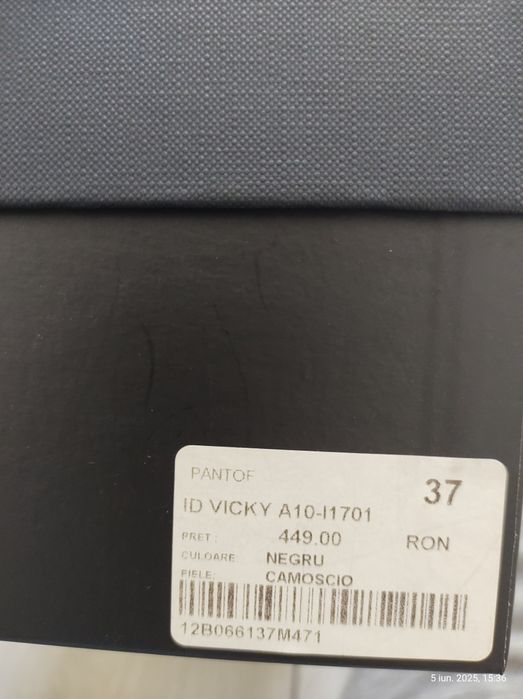 PANTOF
37
ID VICKY A10-I1701
PRET: 449.00 RON
CULOARE: NEGRU
PIELE: CAMOSCIO
12B066137M471
5 iun. 2025, 15:36